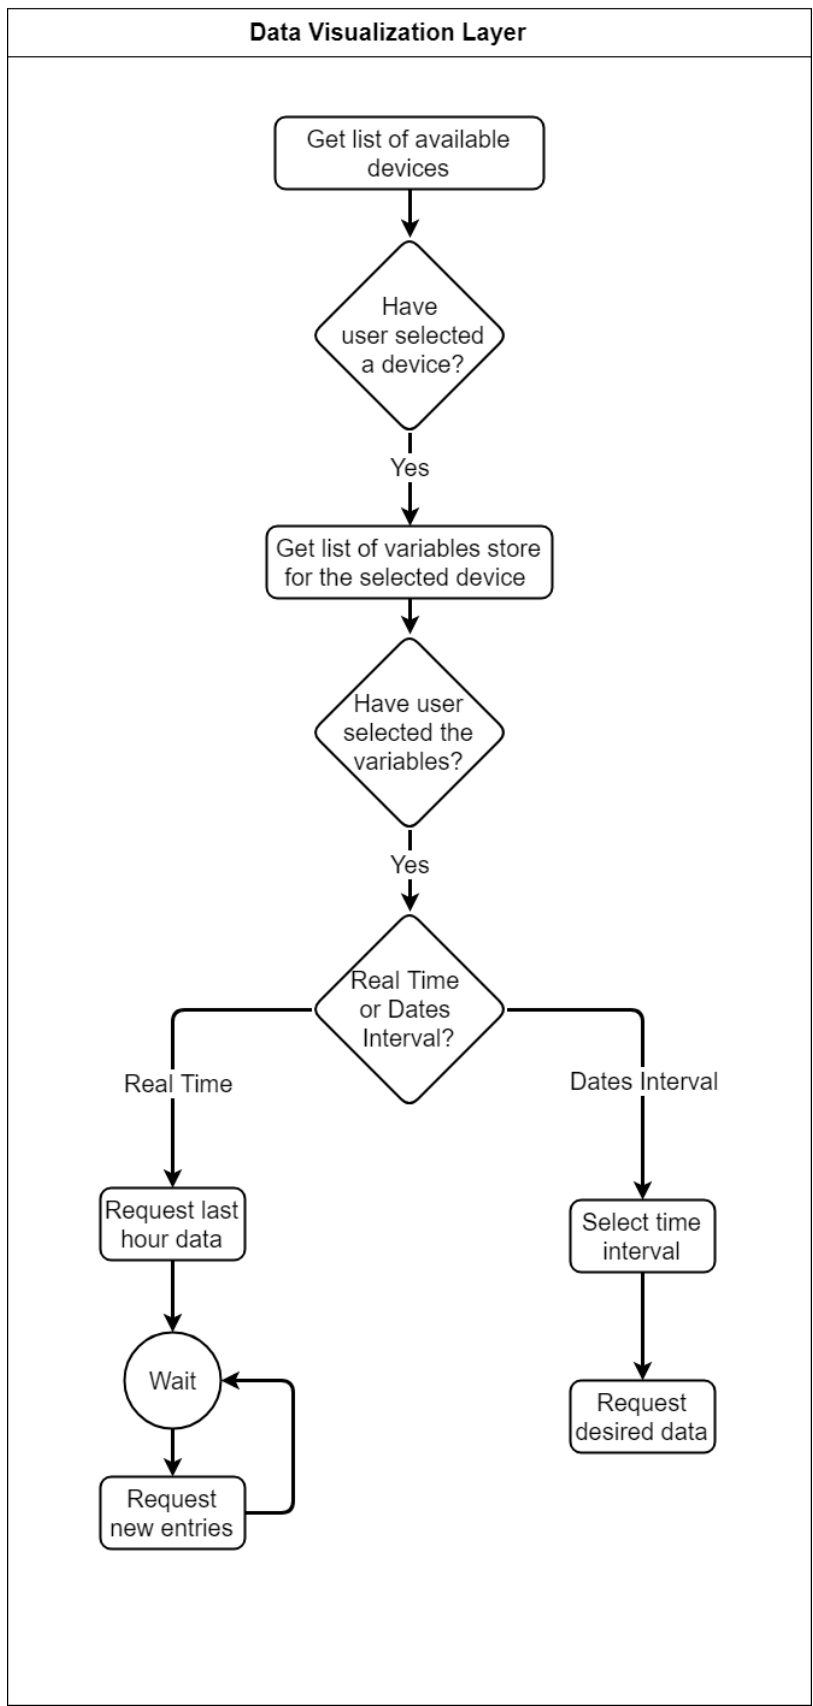 Data Visualization Layer
Get list of available
devices
Have
user selected
a device?
Yes
Get list of variables store
for the selected device
Have user
selected the
variables?
Yes
Real Time
or Dates
Interval?
Real Time
Dates Interval
Request last
hour data
Select time
interval
Wait
Request
desired data
Request
new entries